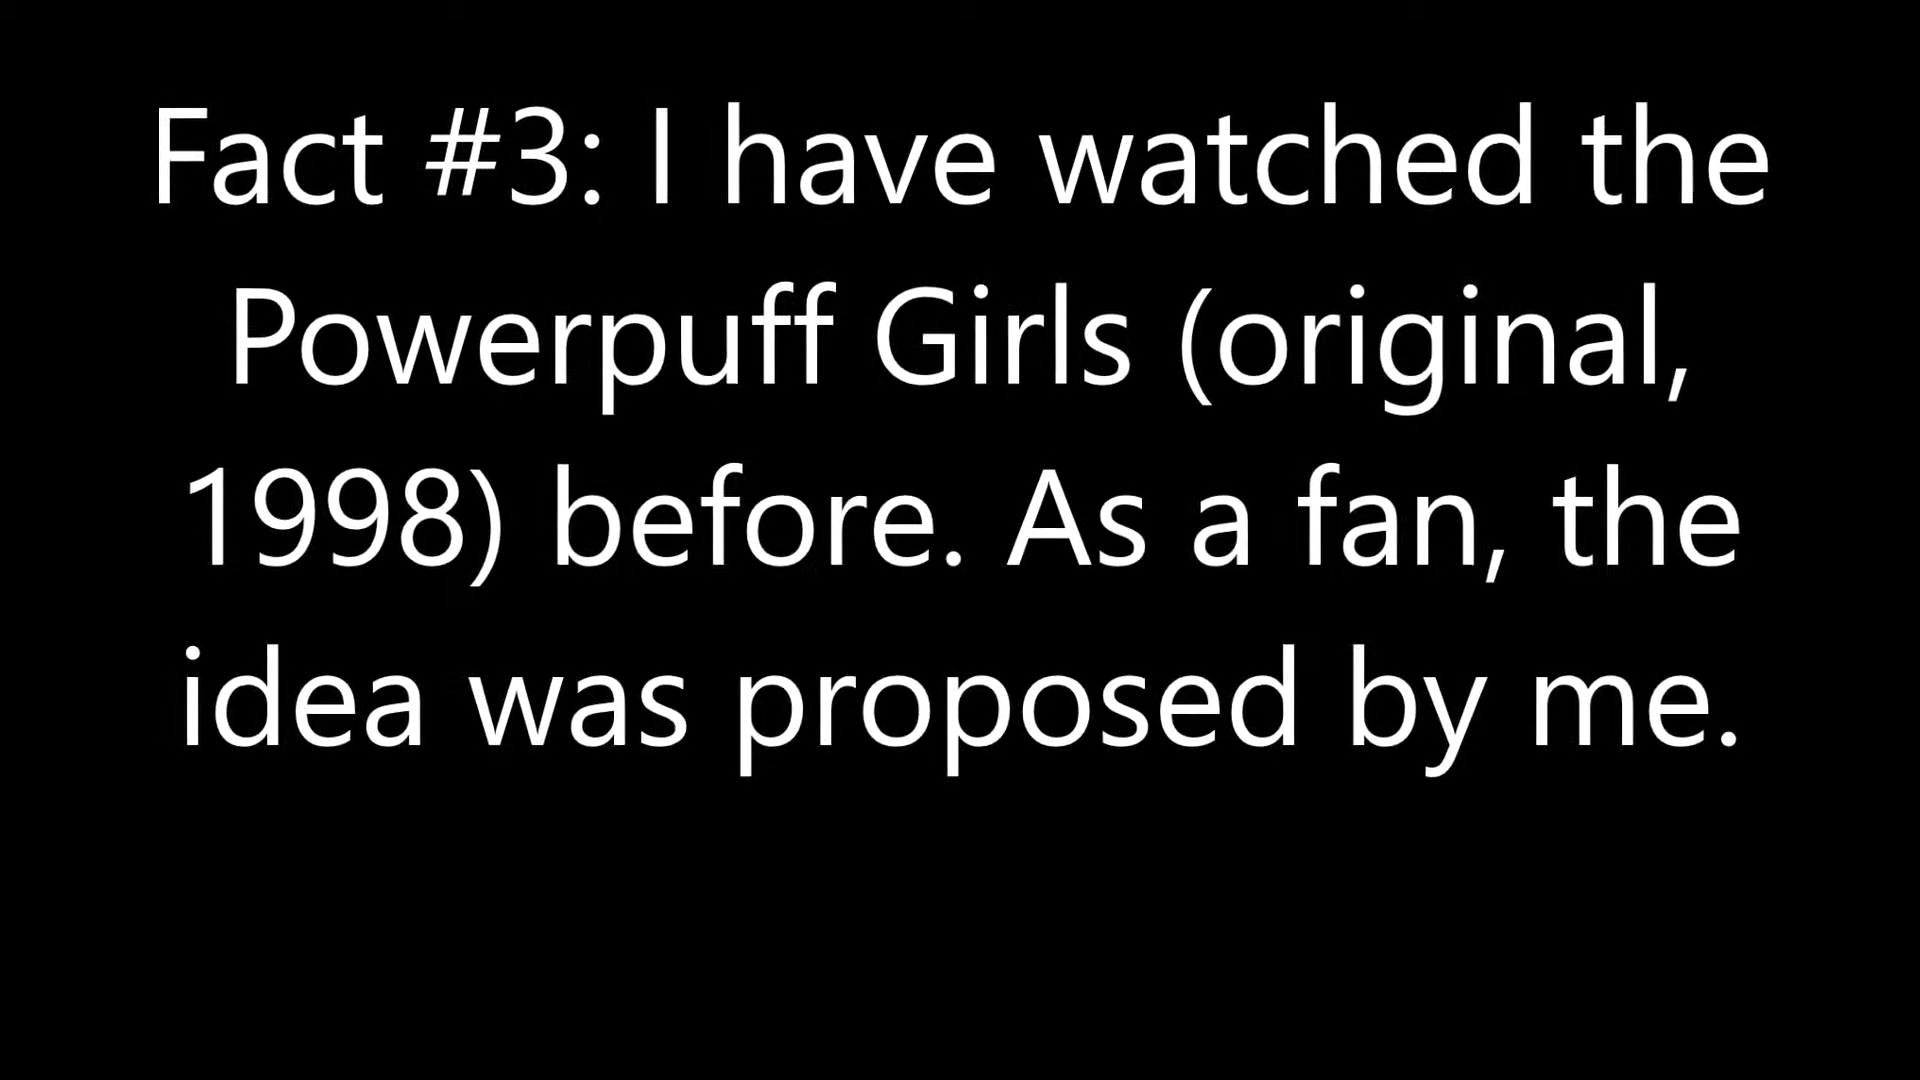 Fact #3: I have watched the
Powerpuff Girls (original,
1998) before. As a fan, the
idea was proposed by me.